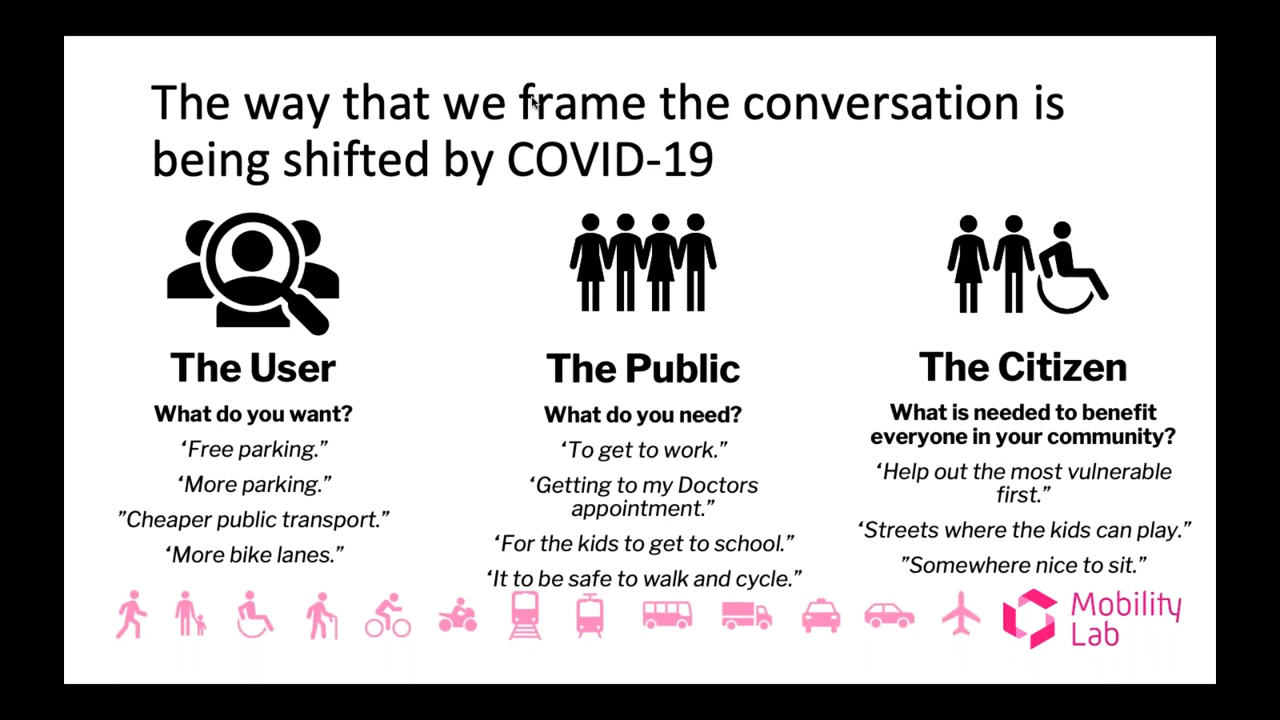 The way that we frame the conversation is
being shifted by COVID-19
The User
What do you want?
‘Free parking.”
‘More parking.”
”Cheaper public transport.”
‘More bike lanes.”
The Public
What do you need?
‘To get to work.”
‘Getting to my Doctors
appointment.”
‘For the kids to get to school.”
‘It to be safe to walk and cycle.”
The Citizen
What is needed to benefit
everyone in your community?
‘Help out the most vulnerable
first.”
‘Streets where the kids can play.”
”Somewhere nice to sit.”
Mobility
Lab